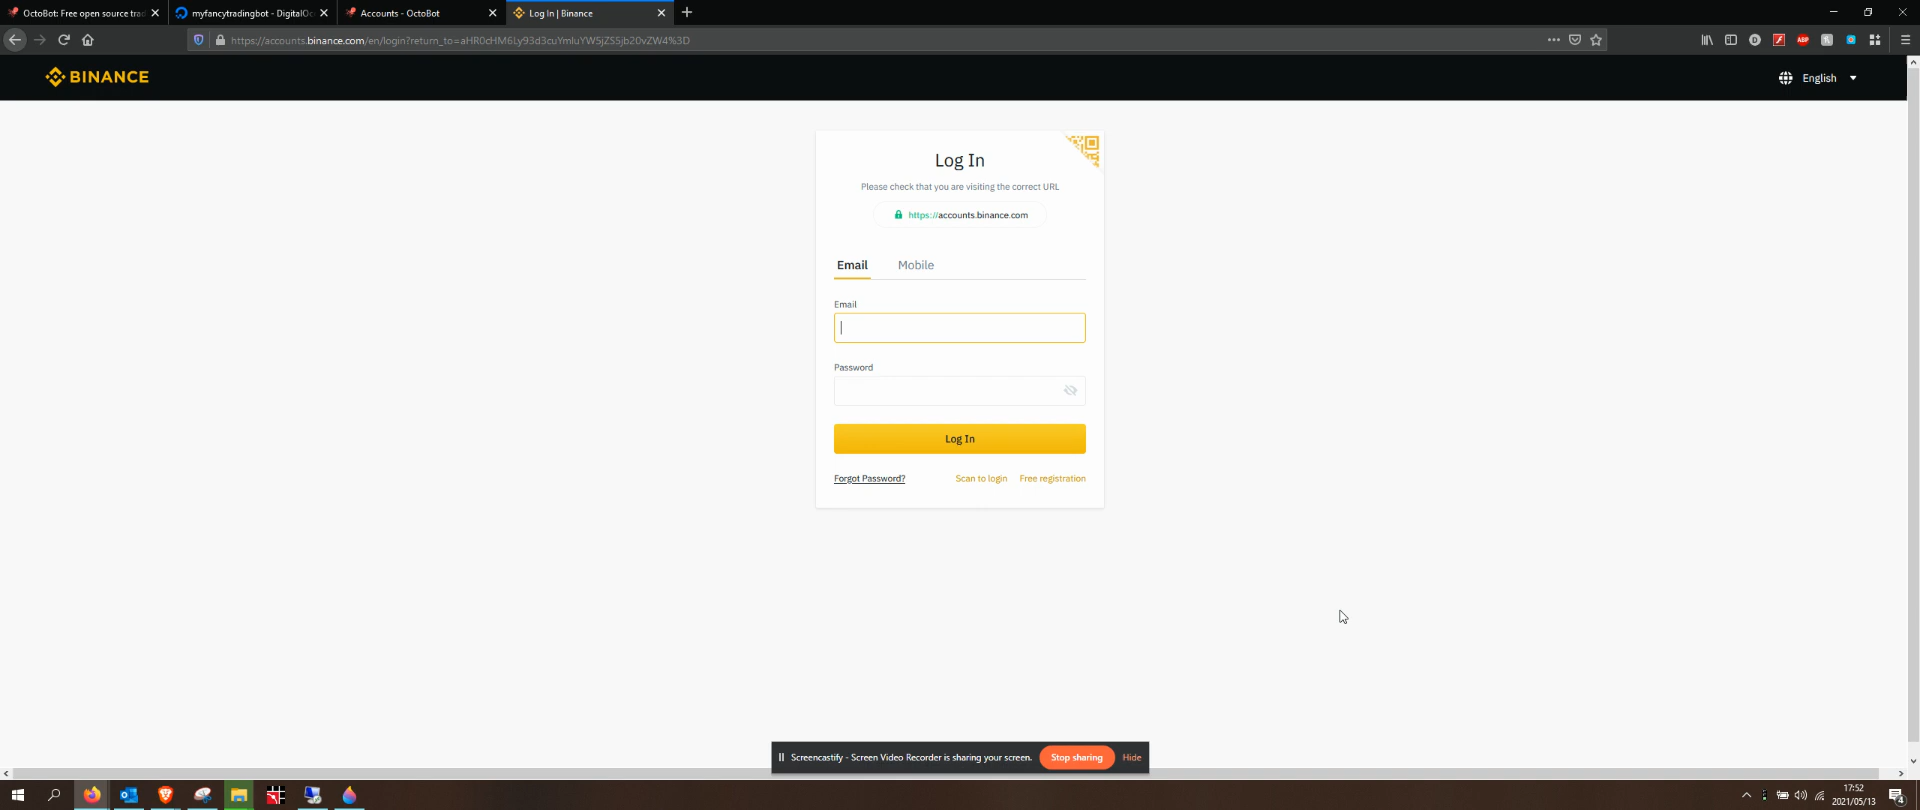 OctoBot: Free open source trad
myfancytradingbot - DigitalOc
Accounts - OctoBot
Log In | Binance
https://accounts.binance.com/en/login?return_to=aHR0cHM6Ly93d3cuYmluYW5jZS5jb20vZW4%3D
BINANCE
English
Log In
Please check that you are visiting the correct URL
https://accounts.binance.com
Email Mobile
Email
Password
Log In
Forgot Password? Scan to login Free registration
Screencastify - Screen Video Recorder is sharing your screen. Stop sharing Hide
17:52
2021/05/13
4